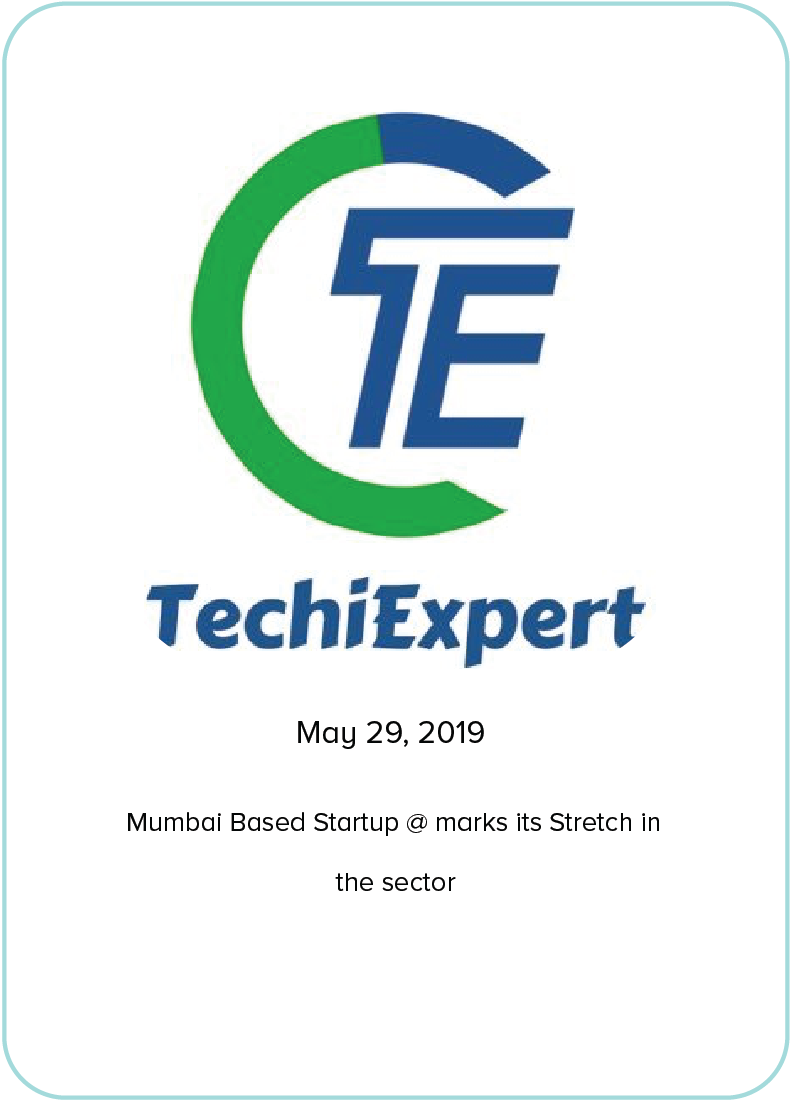 TE
TechiExpert
May 29, 2019
Mumbai Based Startup @ marks its Stretch in
the sector